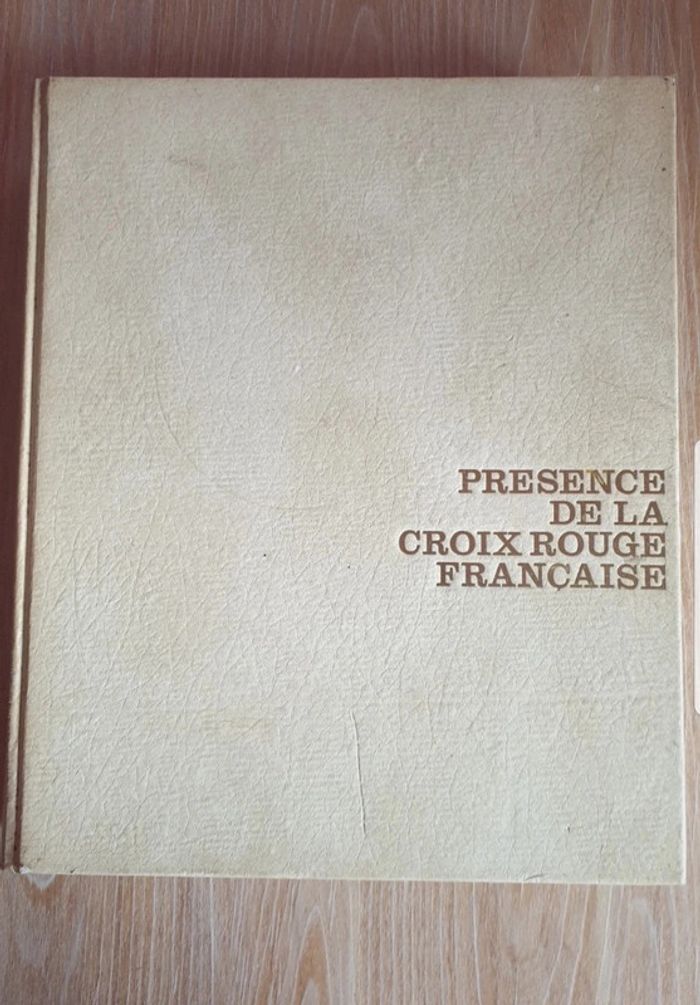 PRESENCE
DE LA
CROIX ROUGE
FRANÇAISE